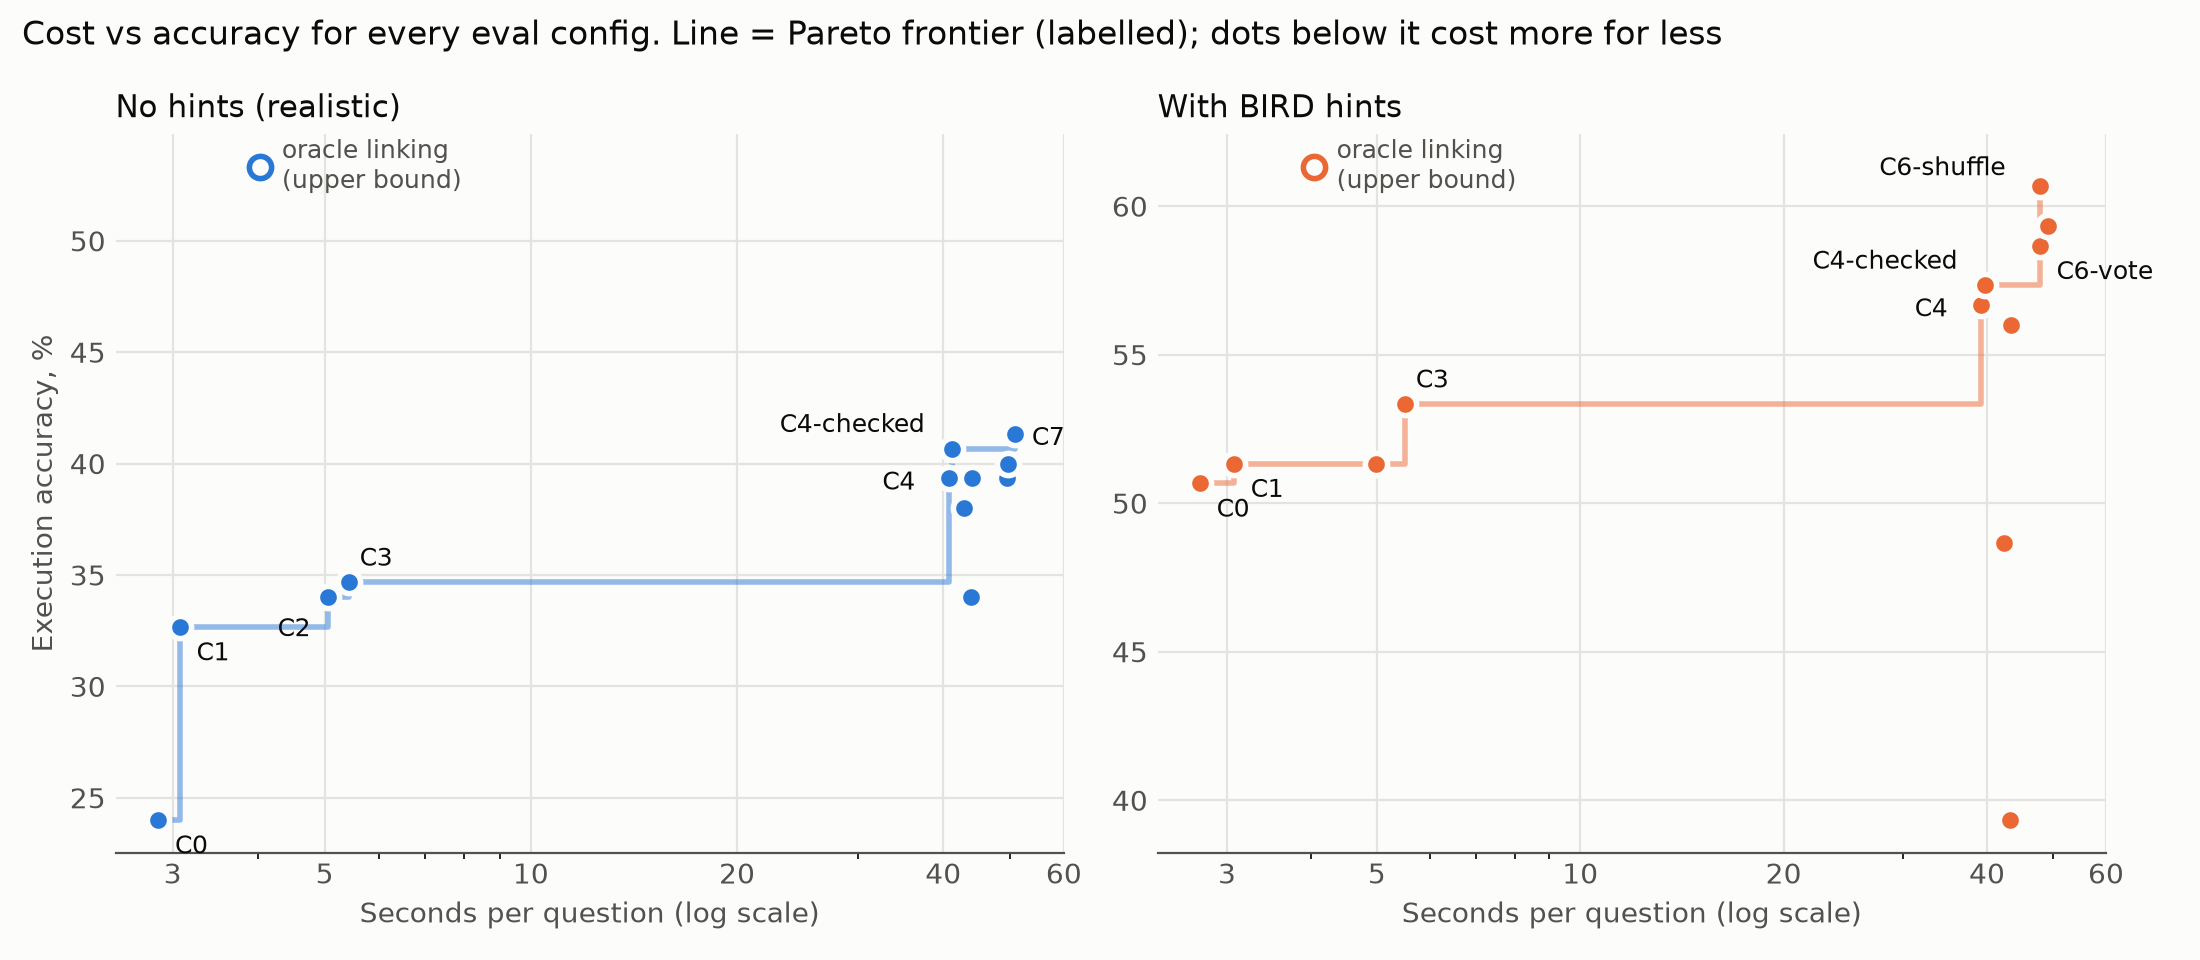 Cost vs accuracy for every eval config. Line = Pareto frontier (labelled); dots below it cost more for less
No hints (realistic)
oracle linking
(upper bound)
50
45
40
35
30
25
Execution accuracy, %
C4-checked
C7
C4
C3
C2
C1
C0
3
5
10
20
40
60
Seconds per question (log scale)
With BIRD hints
oracle linking
(upper bound)
60
55
50
45
40
C6-shuffle
C4-checked
C6-vote
C4
C3
C1
C0
3
5
10
20
40
60
Seconds per question (log scale)